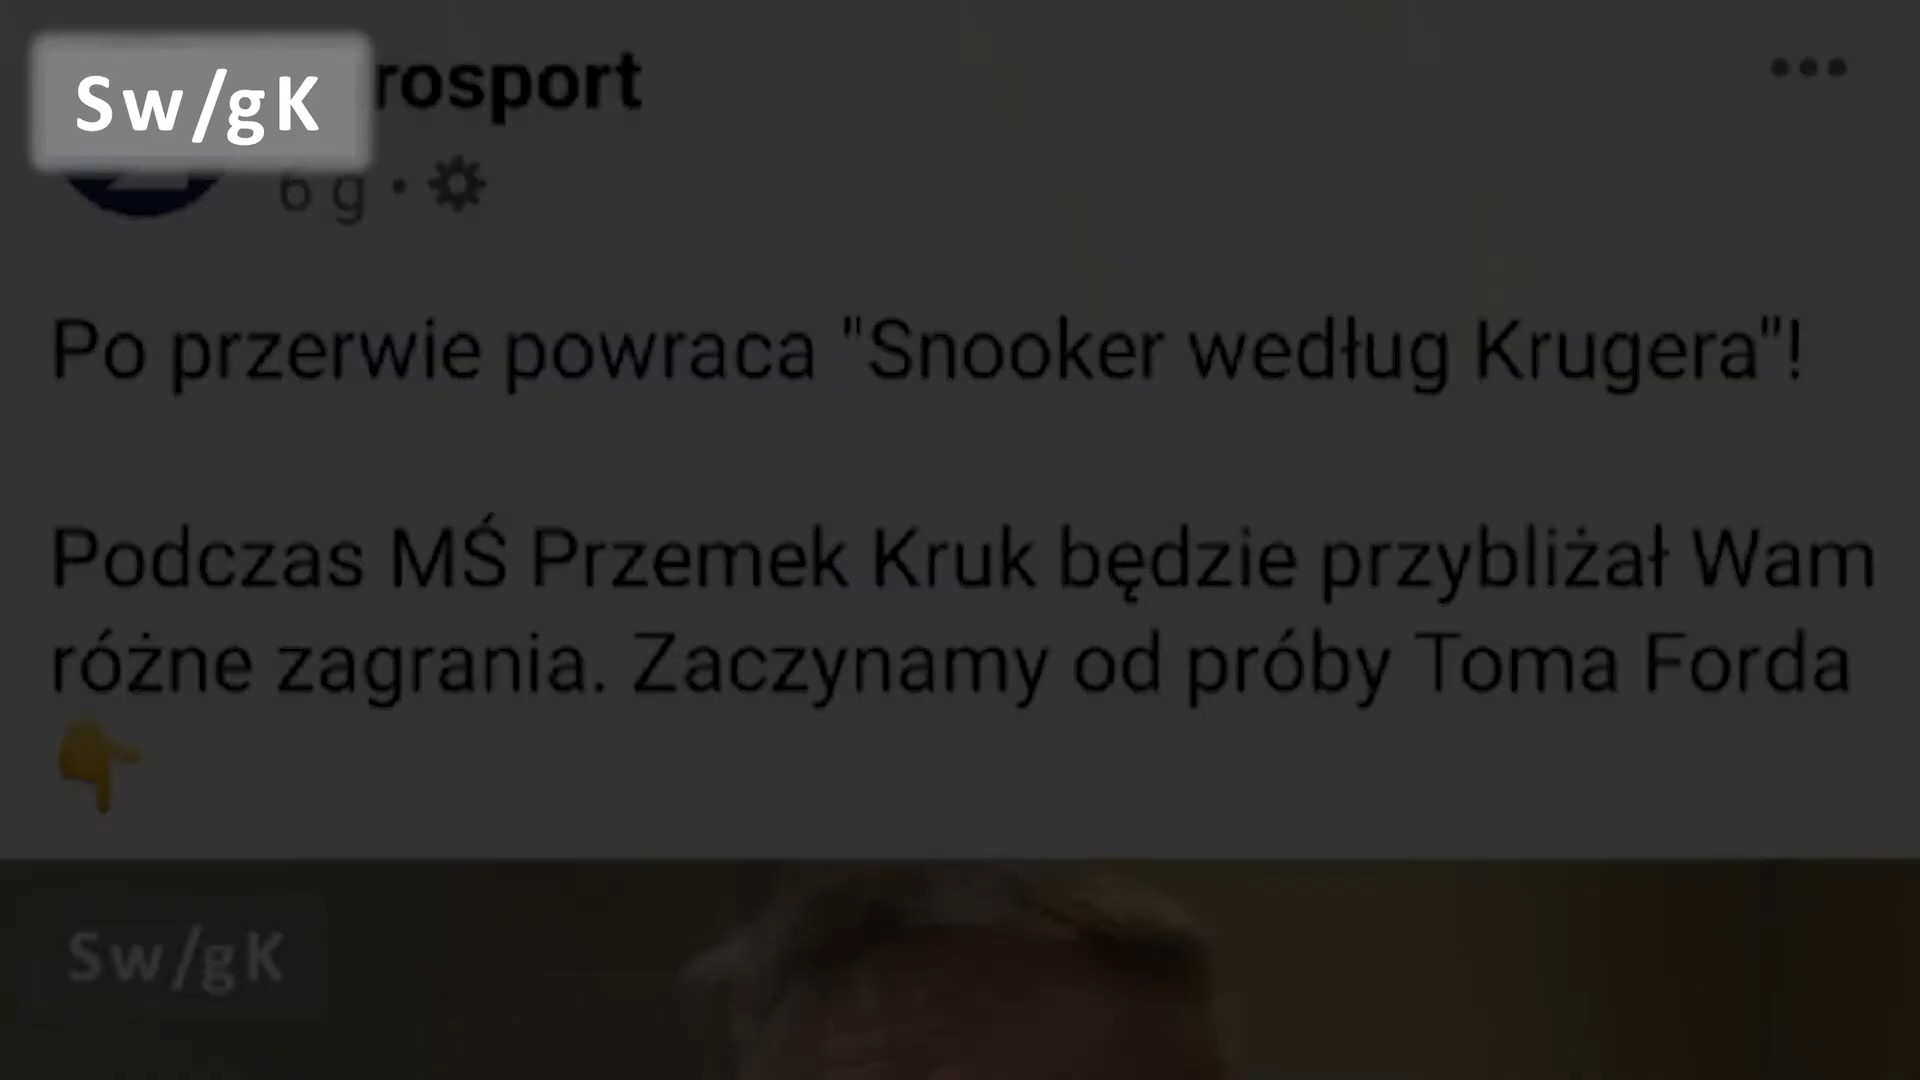 Sw/gK
rosport
6 g
Po przerwie powraca "Snooker według Krugera"!
Podczas MŚ Przemek Kruk będzie przybliżał Wam
różne zagrania. Zaczynamy od próby Toma Forda
Sw/gK